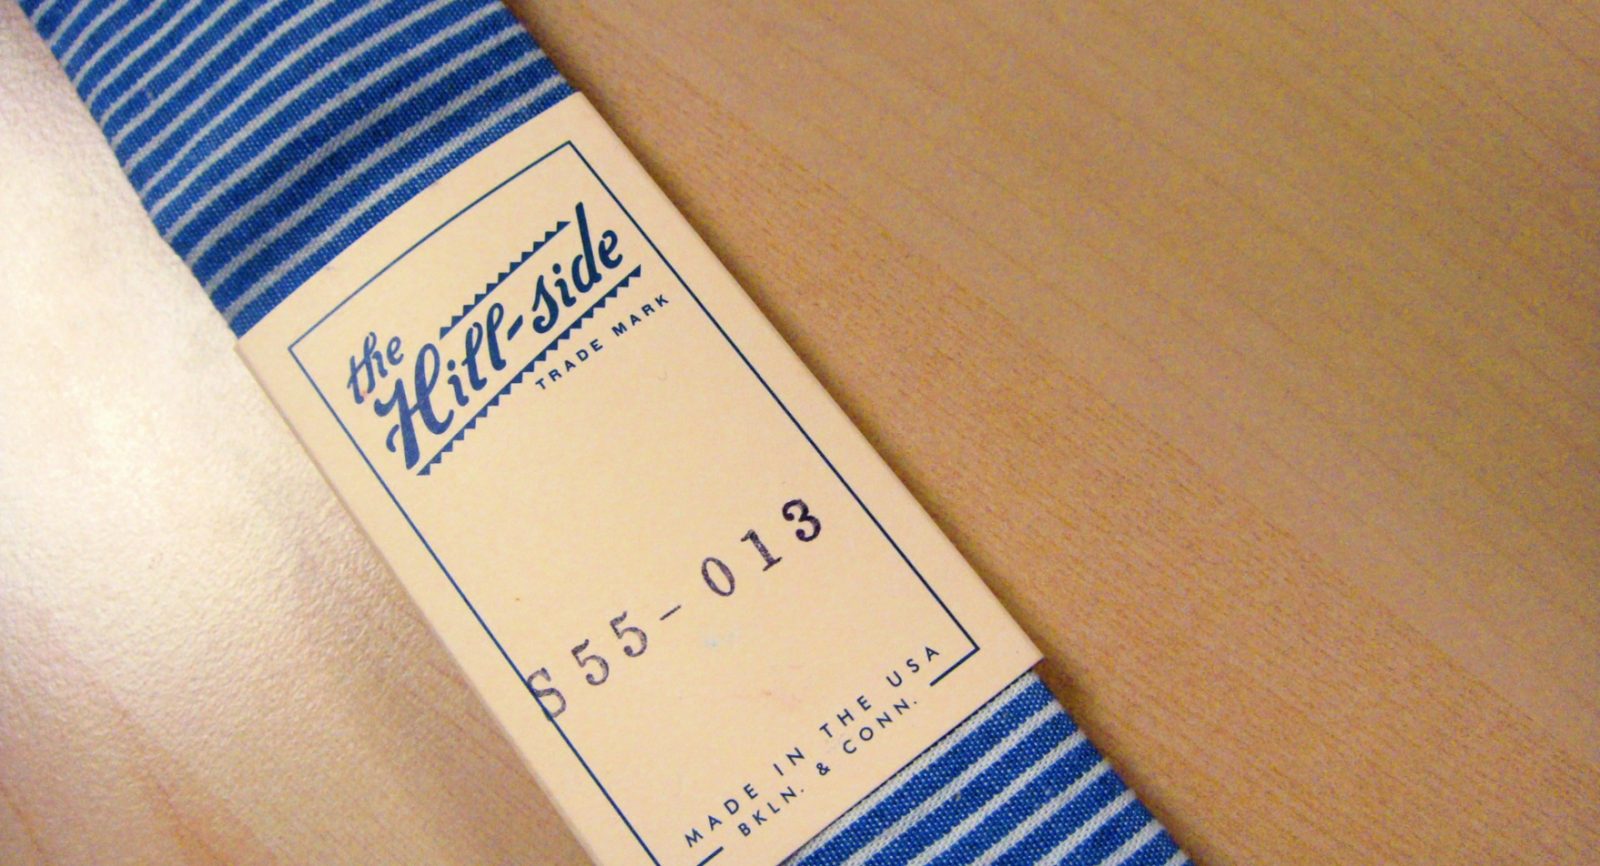 the
Hill-side
TRADE MARK
S55-013
MADE IN THE USA
BKLN. & CONN.